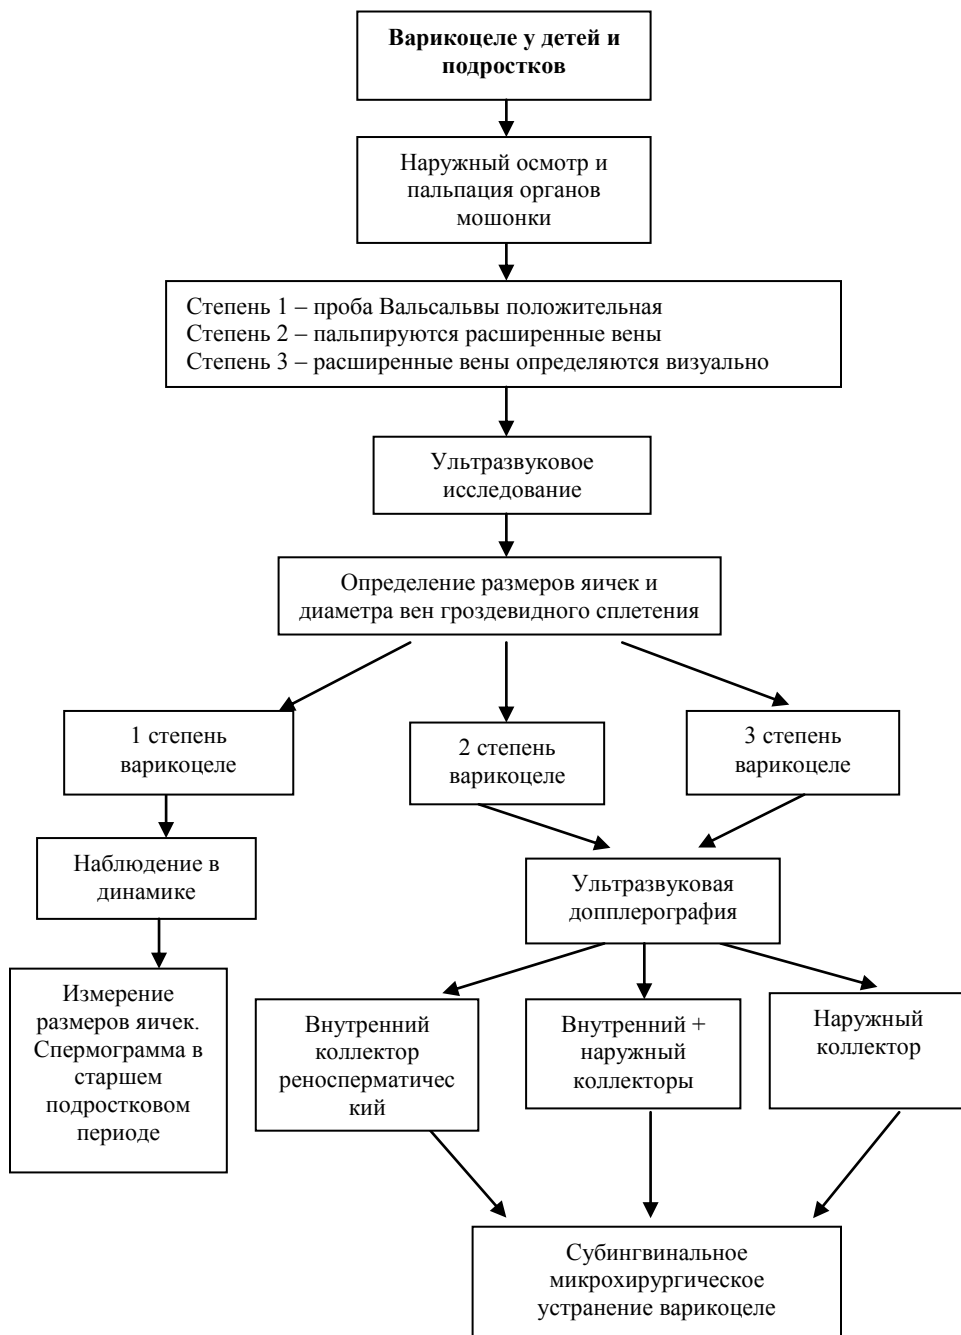 Варикоцеле у детей и
подростков
Наружный осмотр и
пальпация органов
мошонки
Степень 1 – проба Вальсальвы положительная
Степень 2 – пальпируются расширенные вены
Степень 3 – расширенные вены определяются визуально
Ультразвуковое
исследование
Определение размеров яичек и
диаметра вен гроздевидного сплетения
1 степень
варикоцеле
2 степень
варикоцеле
3 степень
варикоцеле
Наблюдение в
динамике
Ультразвуковая
допплерография
Измерение
размеров яичек.
Спермограмма в
старшем
подростковом
периоде
Внутренний
коллектор
реносперматичес
кий
Внутренний +
наружный
коллекторы
Наружный
коллектор
Субингвинальное
микрохирургическое
устранение варикоцеле